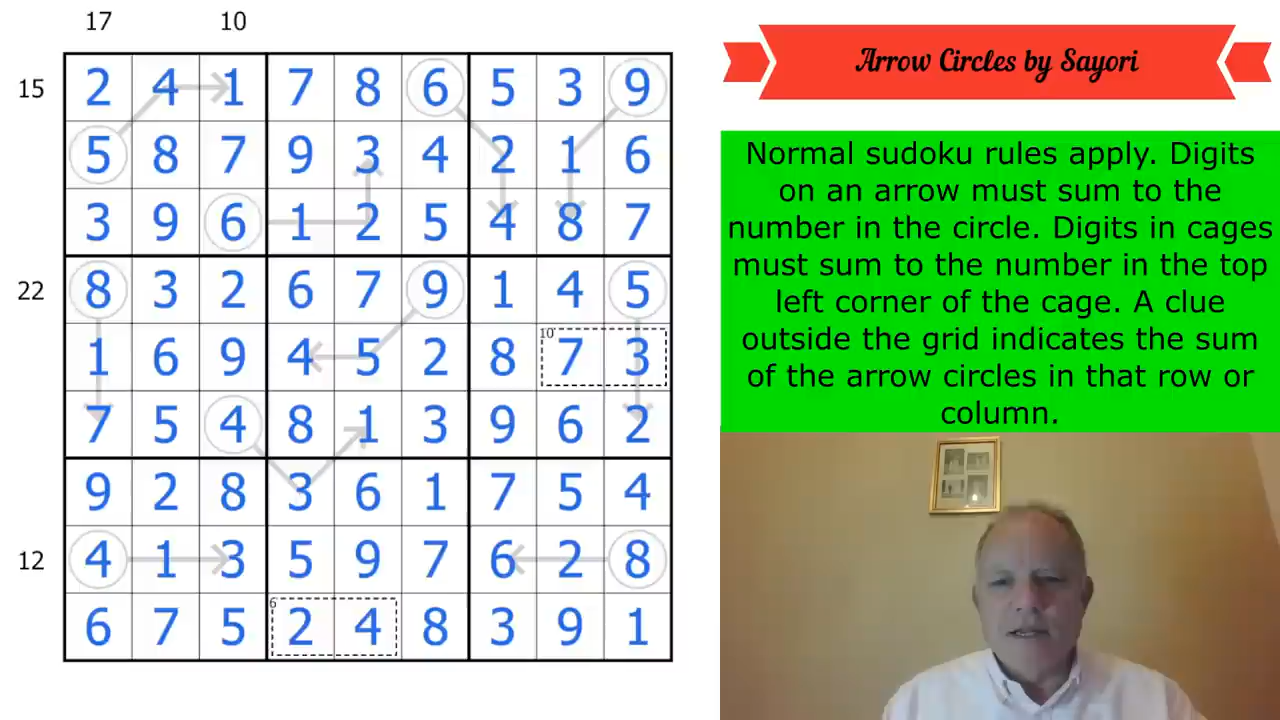 17 10
Arrow Circles by Sayori
15 2 4 1 7 8 6 5 3 9
5 8 7 9 3 4 2 1 6
3 9 6 1 2 5 4 8 7
22 8 3 2 6 7 9 1 4 5
10
1 6 9 4 5 2 8 7 3
7 5 4 8 1 3 9 6 2
9 2 8 3 6 1 7 5 4
12 4 1 3 5 9 7 6 2 8
6
6 7 5 2 4 8 3 9 1
Normal sudoku rules apply. Digits
on an arrow must sum to the
number in the circle. Digits in cages
must sum to the number in the top
left corner of the cage. A clue
outside the grid indicates the sum
of the arrow circles in that row or
column.